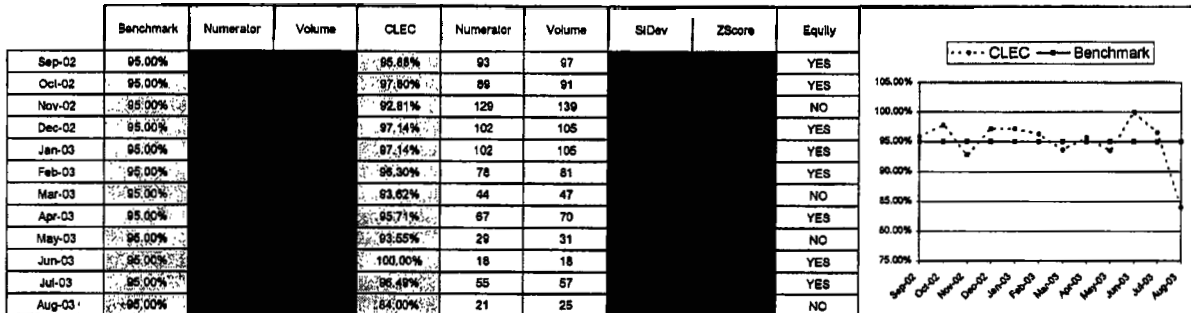 Benchmark Numerator Volume CLEC Numerator Volume StDev ZScore Equity
Sep-02 95.00% 95.88% 93 97 YES
Oct-02 95.00% 97.80% 89 91 YES
Nov-02 95.00% 92.81% 129 139 NO
Dec-02 95.00% 97.14% 102 105 YES
Jan-03 95.00% 97.14% 102 105 YES
Feb-03 95.00% 96.30% 78 81 YES
Mar-03 95.00% 93.62% 44 47 NO
Apr-03 95.00% 95.71% 67 70 YES
May-03 95.00% 93.55% 29 31 NO
Jun-03 95.00% 100.00% 18 18 YES
Jul-03 95.00% 96.49% 55 57 YES
Aug-03 95.00% 84.00% 21 25 NO
CLEC Benchmark
105.00%
100.00%
95.00%
90.00%
85.00%
80.00%
75.00%
Sep-02 Oct-02 Nov-02 Dec-02 Jan-03 Feb-03 Mar-03 Apr-03 May-03 Jun-03 Jul-03 Aug-03